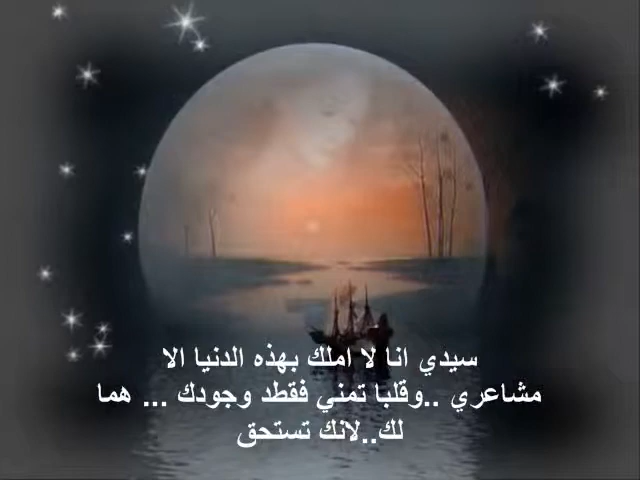 سيدي انا لا املك بهذه الدنيا الا
مشاعري ..وقلبا تمني فقطد وجودك ... هما
لك..لانك تستحق